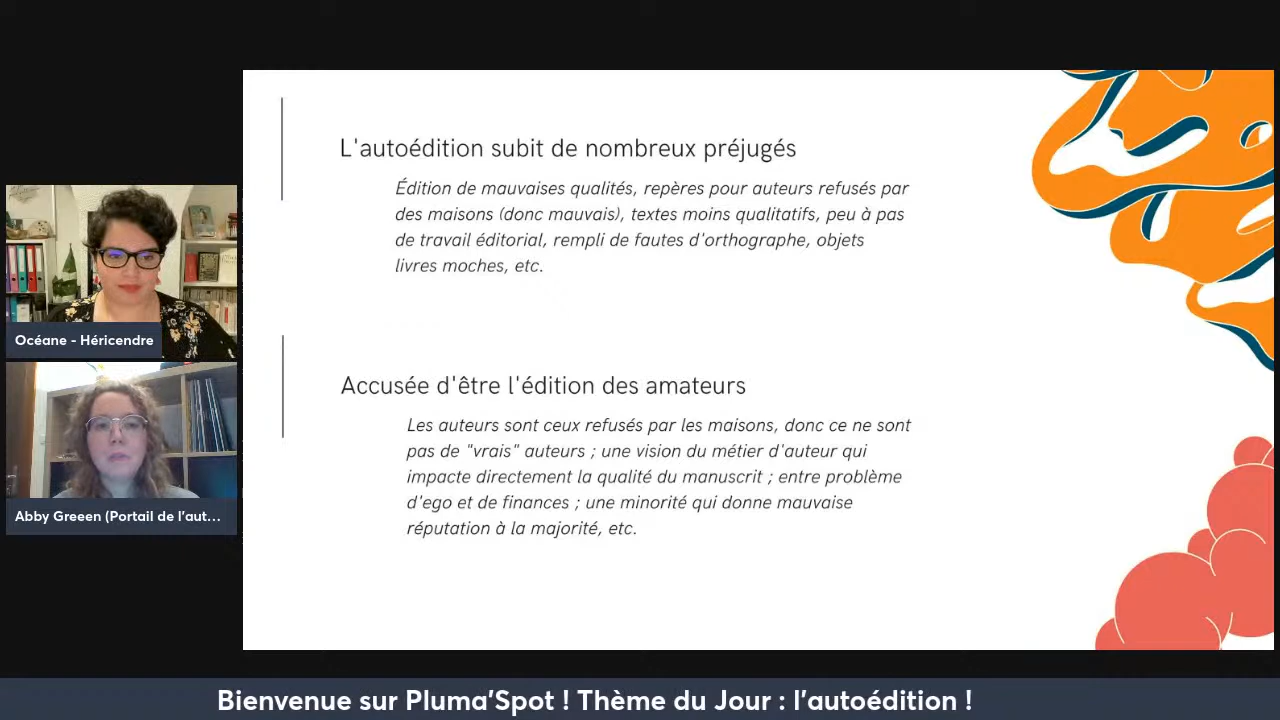 L'autoédition subit de nombreux préjugés
Édition de mauvaises qualités, repères pour auteurs refusés par
des maisons (donc mauvais), textes moins qualitatifs, peu à pas
de travail éditorial, rempli de fautes d'orthographe, objets
livres moches, etc.
Accusée d'être l'édition des amateurs
Les auteurs sont ceux refusés par les maisons, donc ce ne sont
pas de "vrais" auteurs ; une vision du métier d'auteur qui
impacte directement la qualité du manuscrit ; entre problème
d'ego et de finances ; une minorité qui donne mauvaise
réputation à la majorité, etc.
Océane - Héricendre
Abby Greeen (Portail de l'aut...
Bienvenue sur Pluma'Spot ! Thème du Jour : l'autoédition !